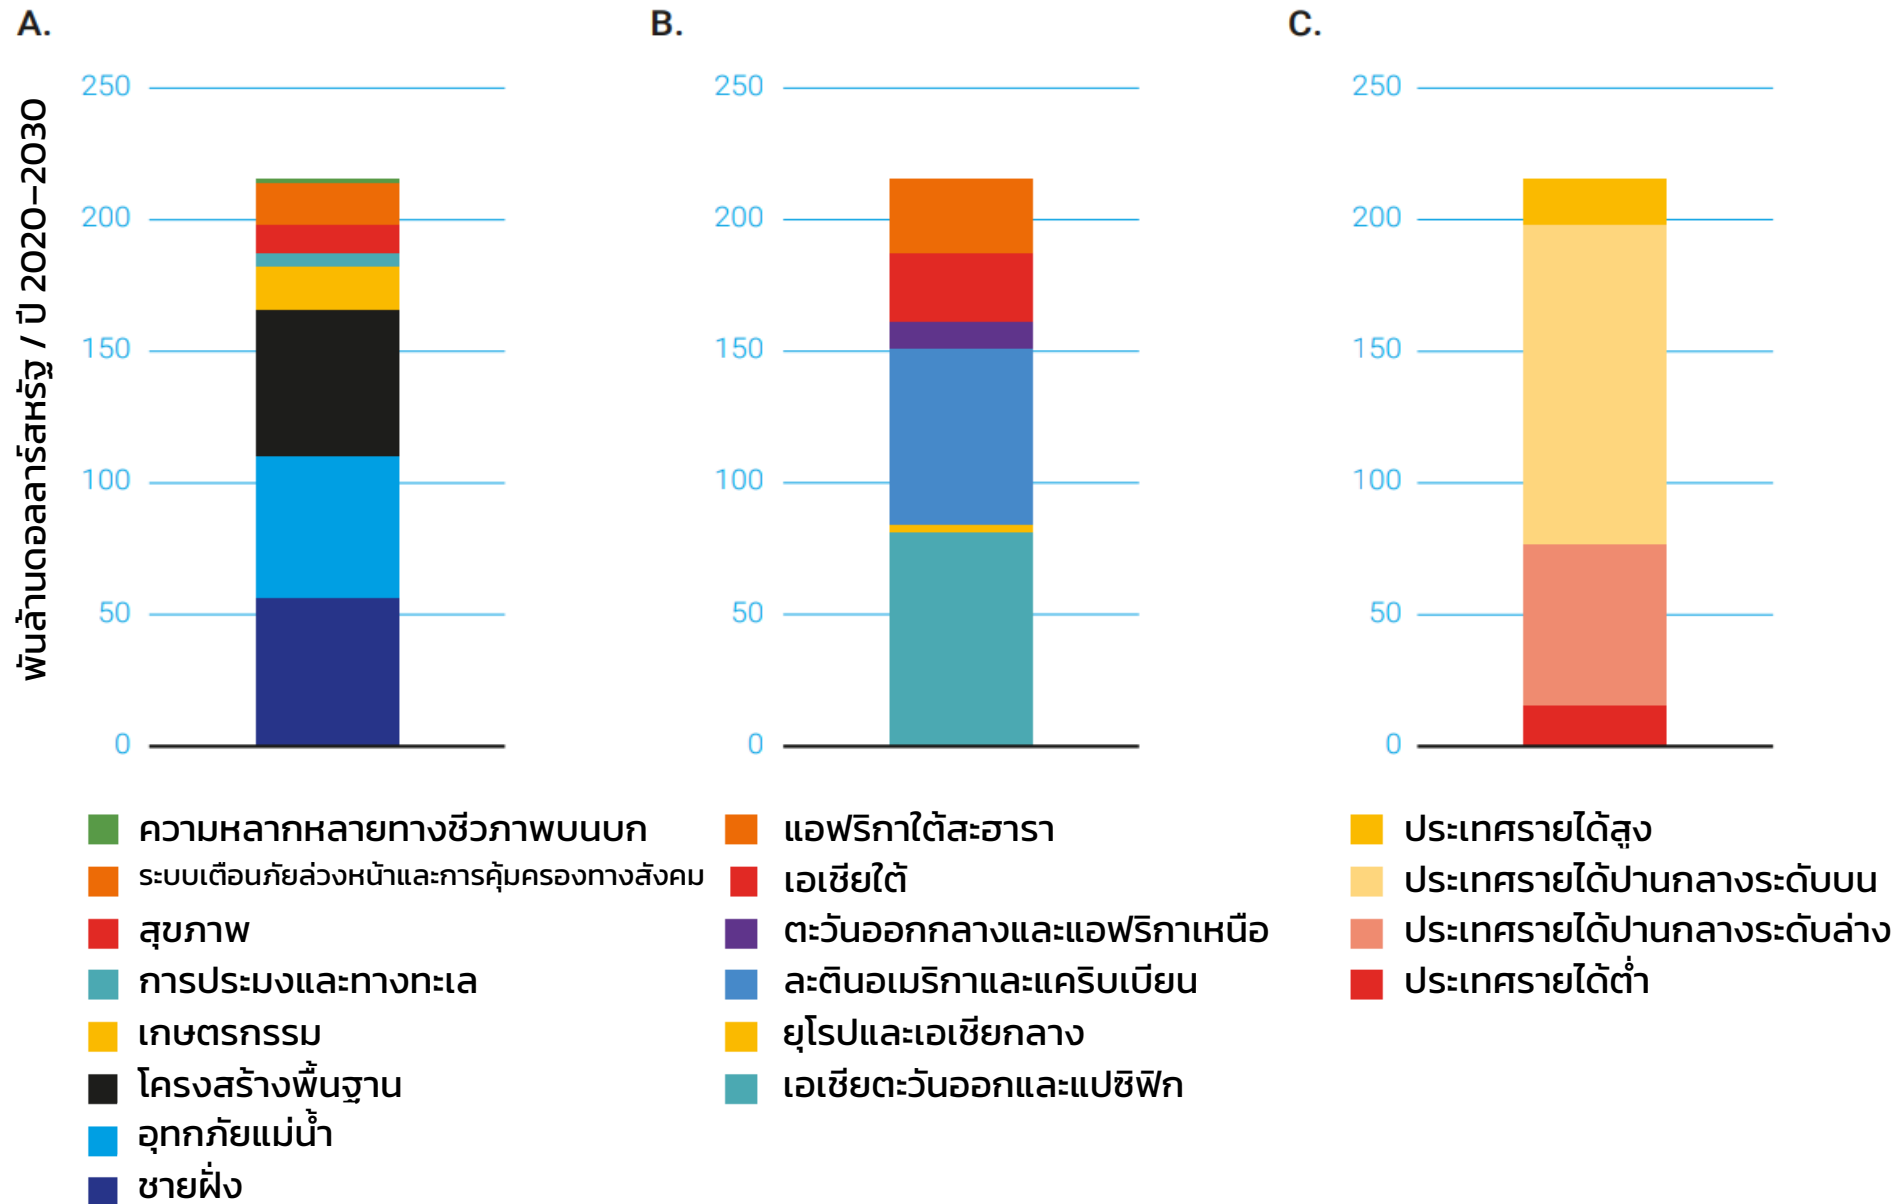 A.
พันล้านดอลลาร์สหรัฐ / ปี 2020–2030
250
200
150
100
50
0
ความหลากหลายทางชีวภาพบนบก
ระบบเตือนภัยล่วงหน้าและการคุ้มครองทางสังคม
สุขภาพ
การประมงและทางทะเล
เกษตรกรรม
โครงสร้างพื้นฐาน
อุทกภัยแม่น้ำ
ชายฝั่ง
B.
250
200
150
100
50
0
แอฟริกาใต้สะฮารา
เอเชียใต้
ตะวันออกกลางและแอฟริกาเหนือ
ละตินอเมริกาและแคริบเบียน
ยุโรปและเอเชียกลาง
เอเชียตะวันออกและแปซิฟิก
C.
250
200
150
100
50
0
ประเทศรายได้สูง
ประเทศรายได้ปานกลางระดับบน
ประเทศรายได้ปานกลางระดับล่าง
ประเทศรายได้ต่ำ